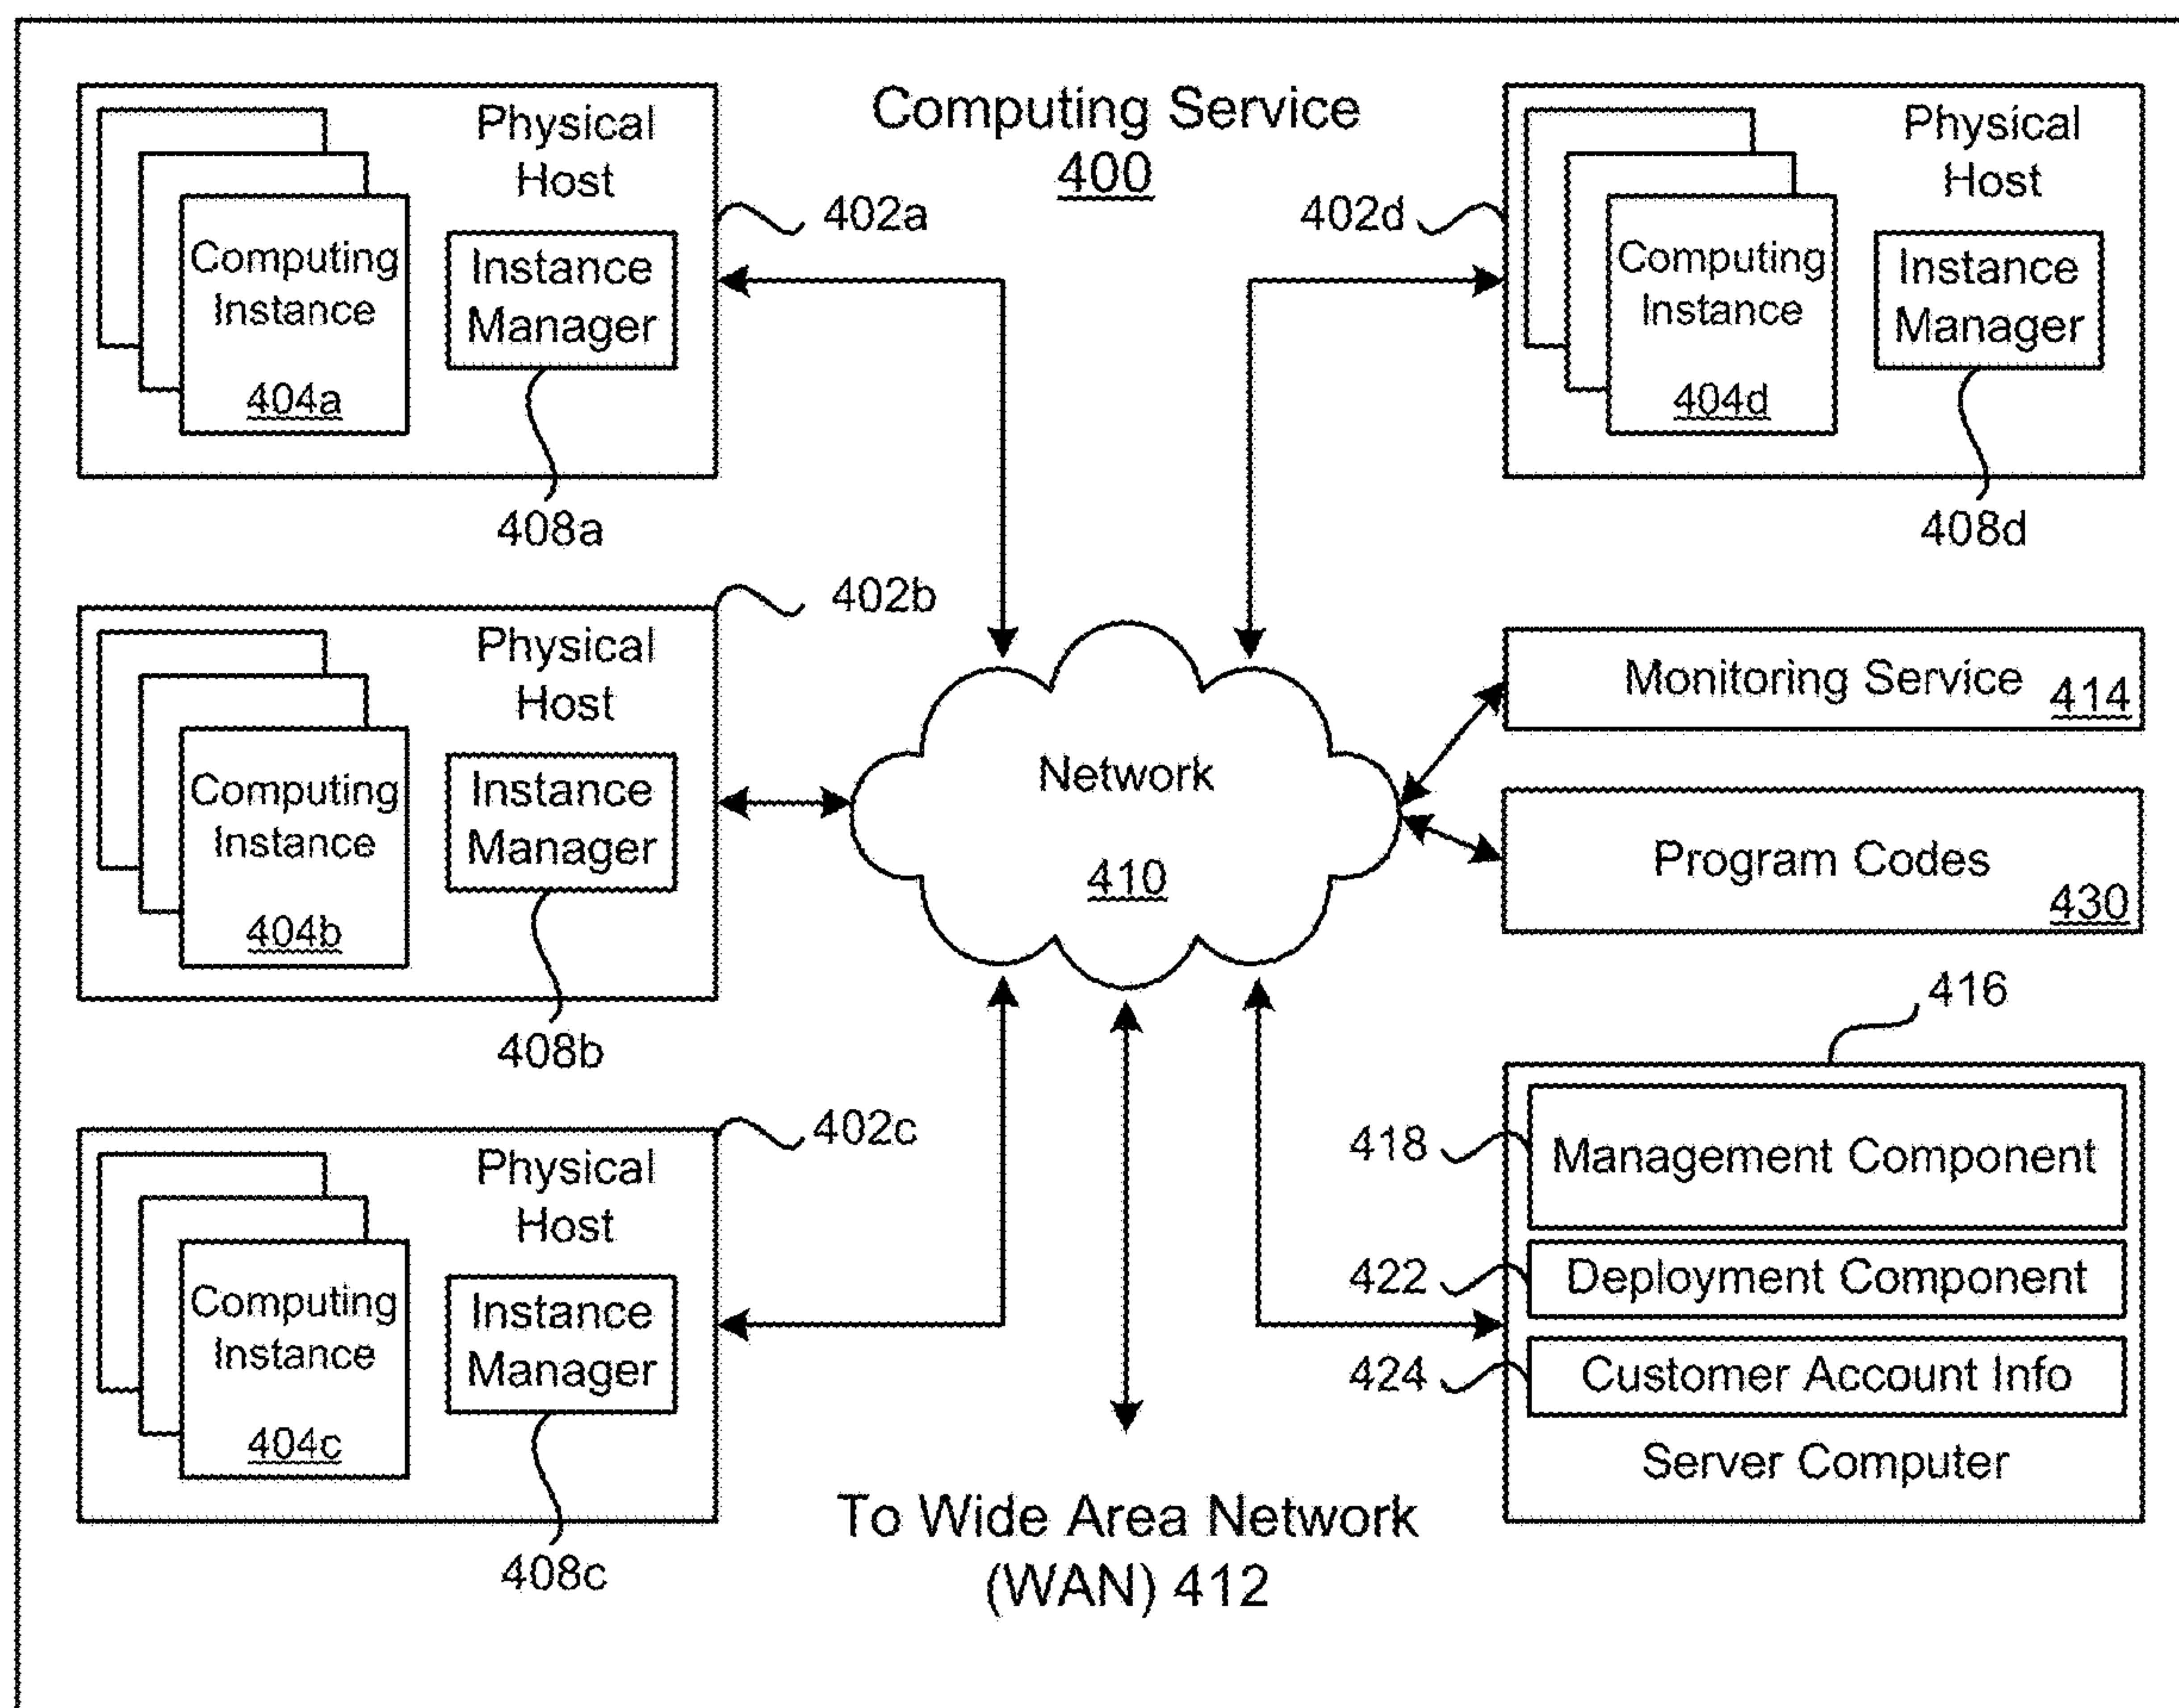 Computing Service
400
Physical
Host
402a
Computing
Instance
404a
Instance
Manager
408a
Physical
Host
402d
Computing
Instance
404d
Instance
Manager
408d
Physical
Host
402b
Computing
Instance
404b
Instance
Manager
408b
Network
410
Monitoring Service
414
Program Codes
430
Physical
Host
402c
Computing
Instance
404c
Instance
Manager
408c
416
418
Management Component
422
Deployment Component
424
Customer Account Info
Server Computer
To Wide Area Network
(WAN) 412